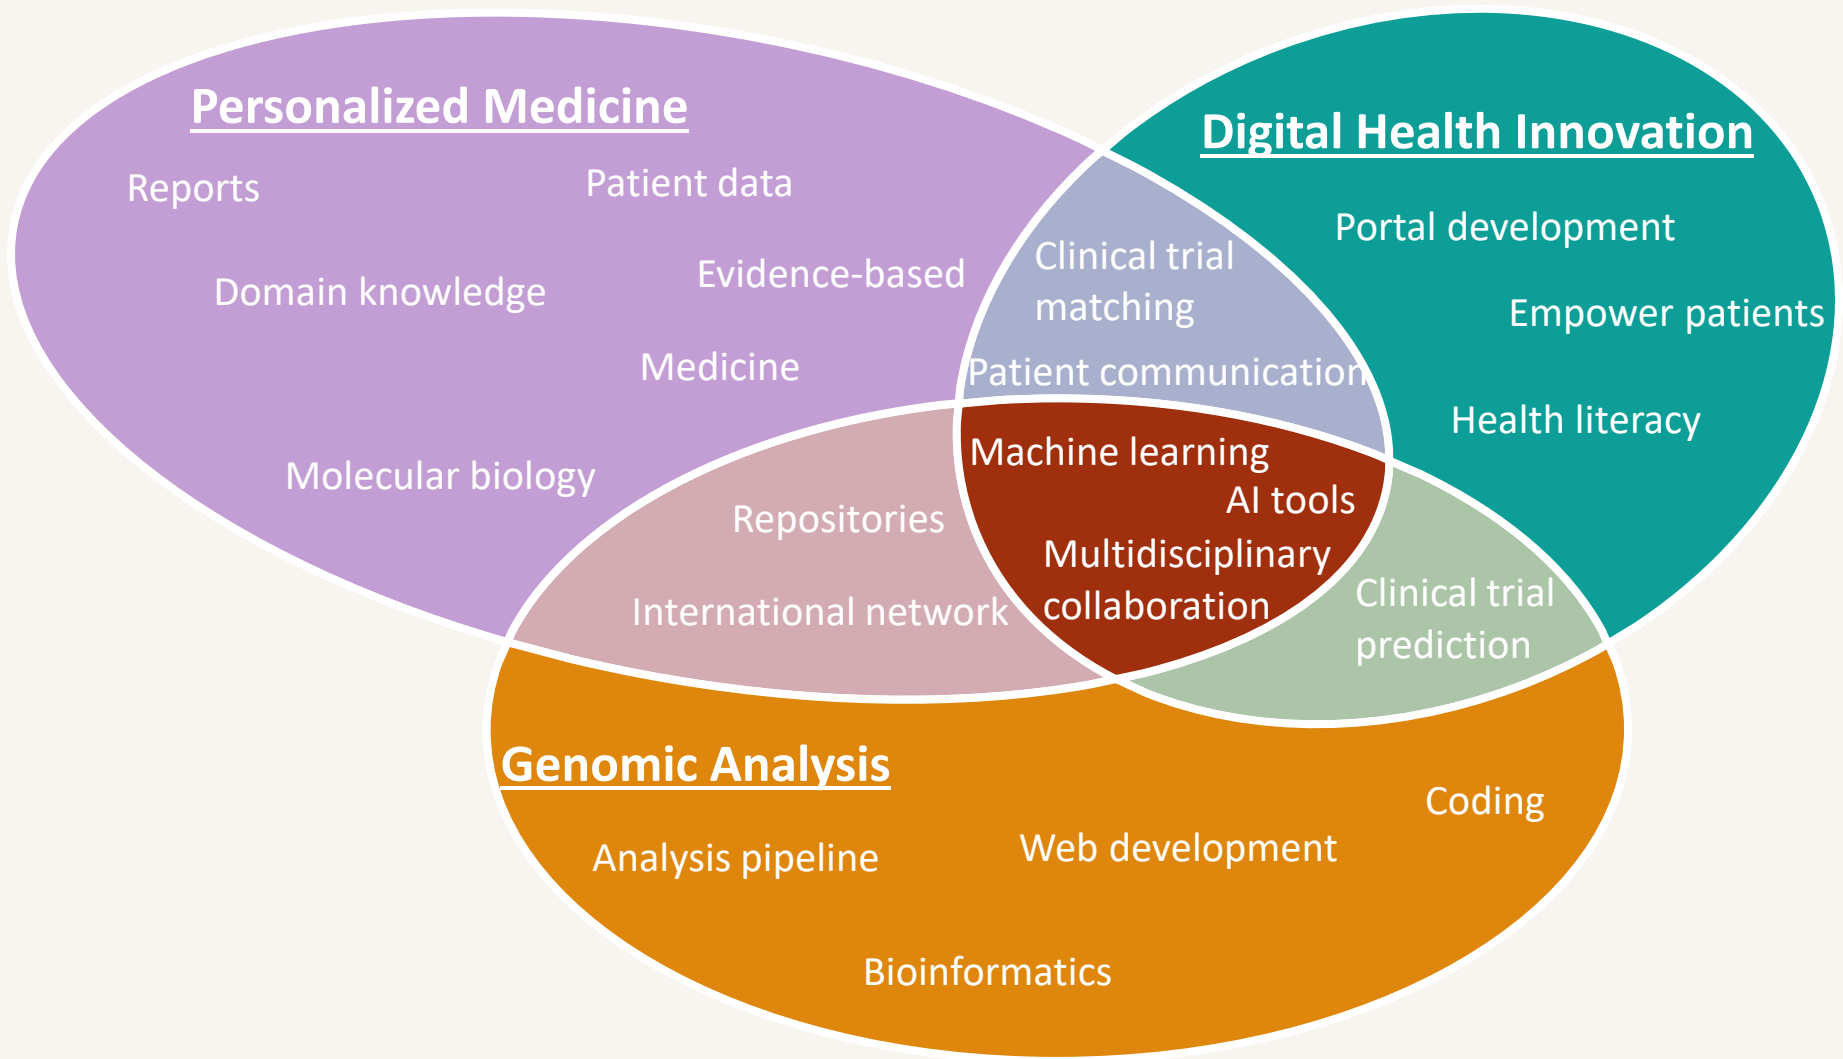 Personalized Medicine
Reports
Patient data
Domain knowledge
Evidence-based
Medicine
Molecular biology
Digital Health Innovation
Portal development
Empower patients
Health literacy
Clinical trial
matching
Patient communication
Machine learning
AI tools
Multidisciplinary
collaboration
Repositories
International network
Clinical trial
prediction
Genomic Analysis
Analysis pipeline
Web development
Coding
Bioinformatics